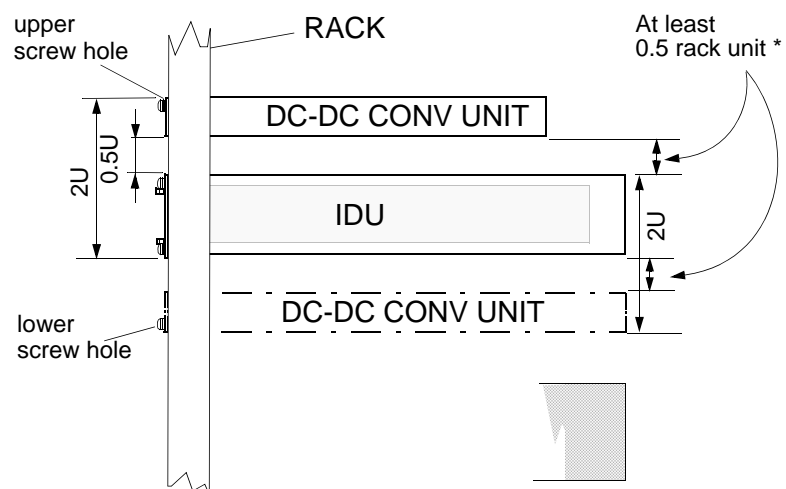 upper
screw hole
RACK
At least
0.5 rack unit *
DC-DC CONV UNIT
2U
0.5U
IDU
2U
DC-DC CONV UNIT
lower
screw hole